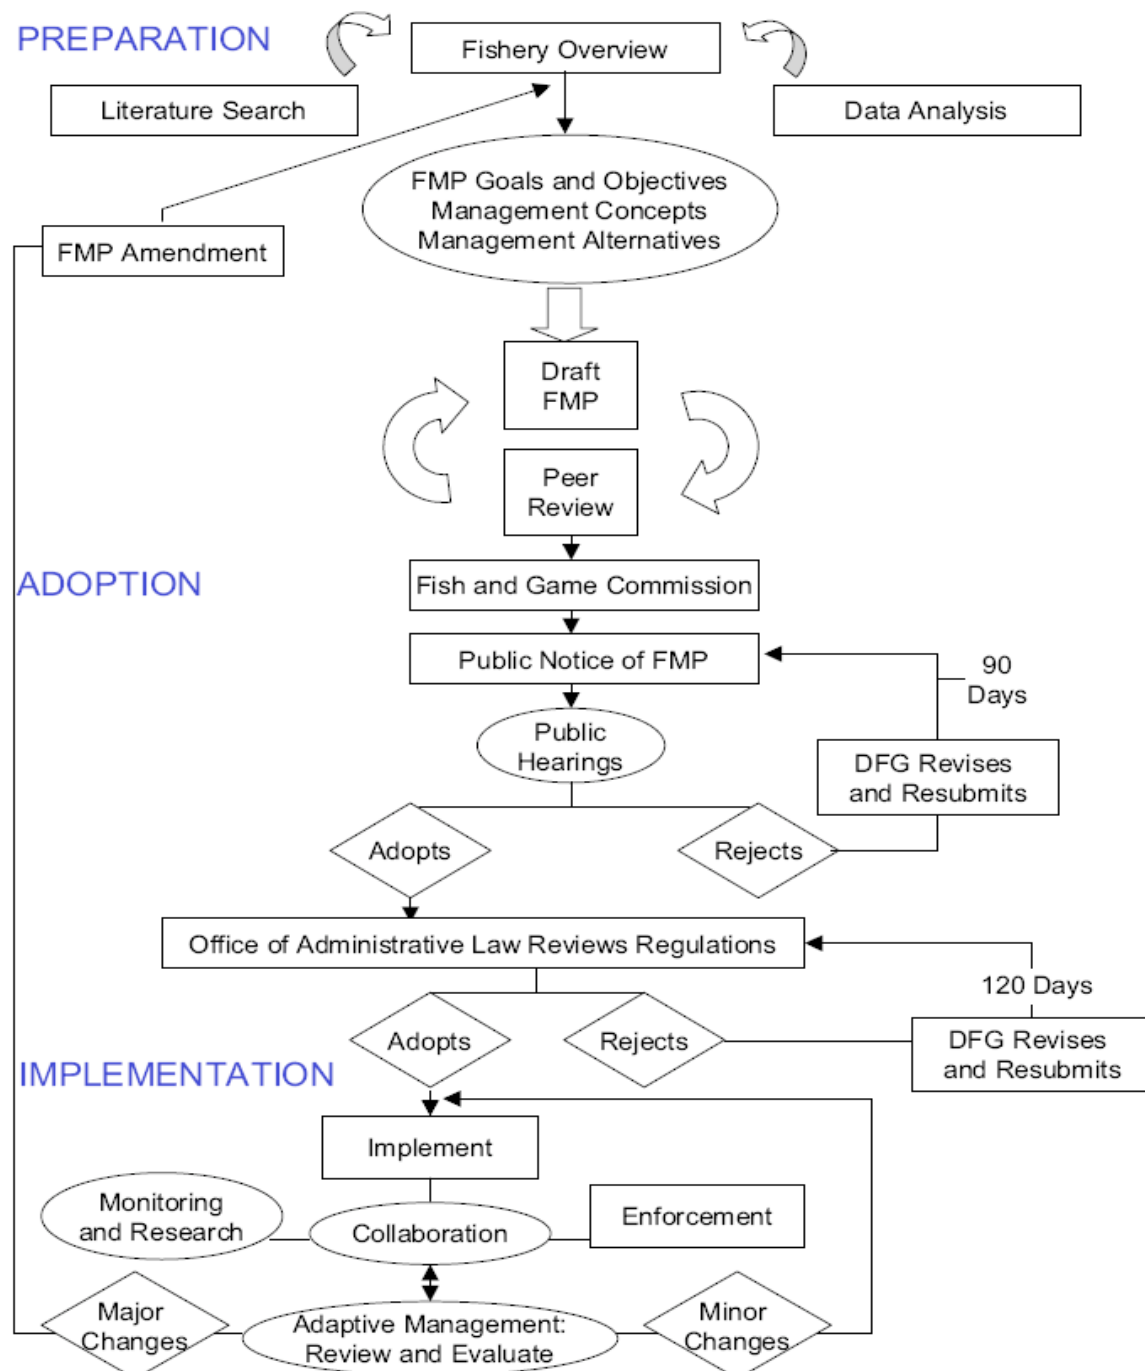 PREPARATION
Fishery Overview
Literature Search
Data Analysis
FMP Goals and Objectives
Management Concepts
Management Alternatives
FMP Amendment
Draft
FMP
Peer
Review
ADOPTION
Fish and Game Commission
Public Notice of FMP
90
Days
Public
Hearings
DFG Revises
and Resubmits
Adopts
Rejects
Office of Administrative Law Reviews Regulations
120 Days
Adopts
Rejects
DFG Revises
and Resubmits
IMPLEMENTATION
Implement
Monitoring
and Research
Collaboration
Enforcement
Major
Changes
Adaptive Management:
Review and Evaluate
Minor
Changes